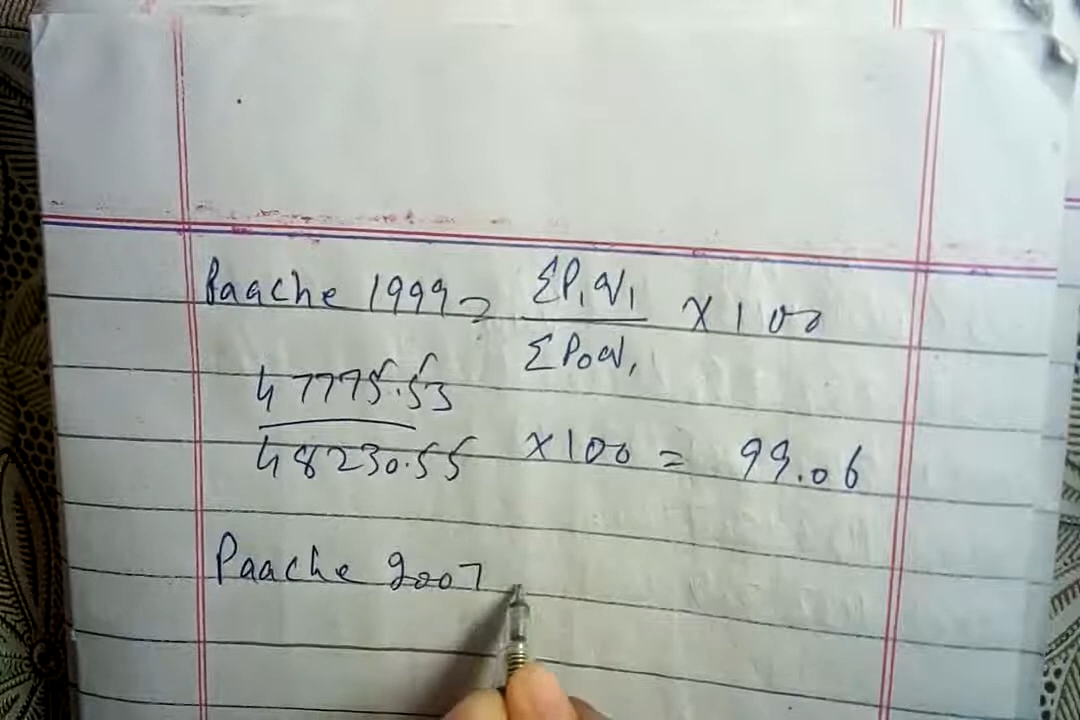 Paache 1999 = ΣP₁q₁ / ΣP₀q₁ × 100
47775.53 / 48230.55 × 100 = 99.06
Paache 2007